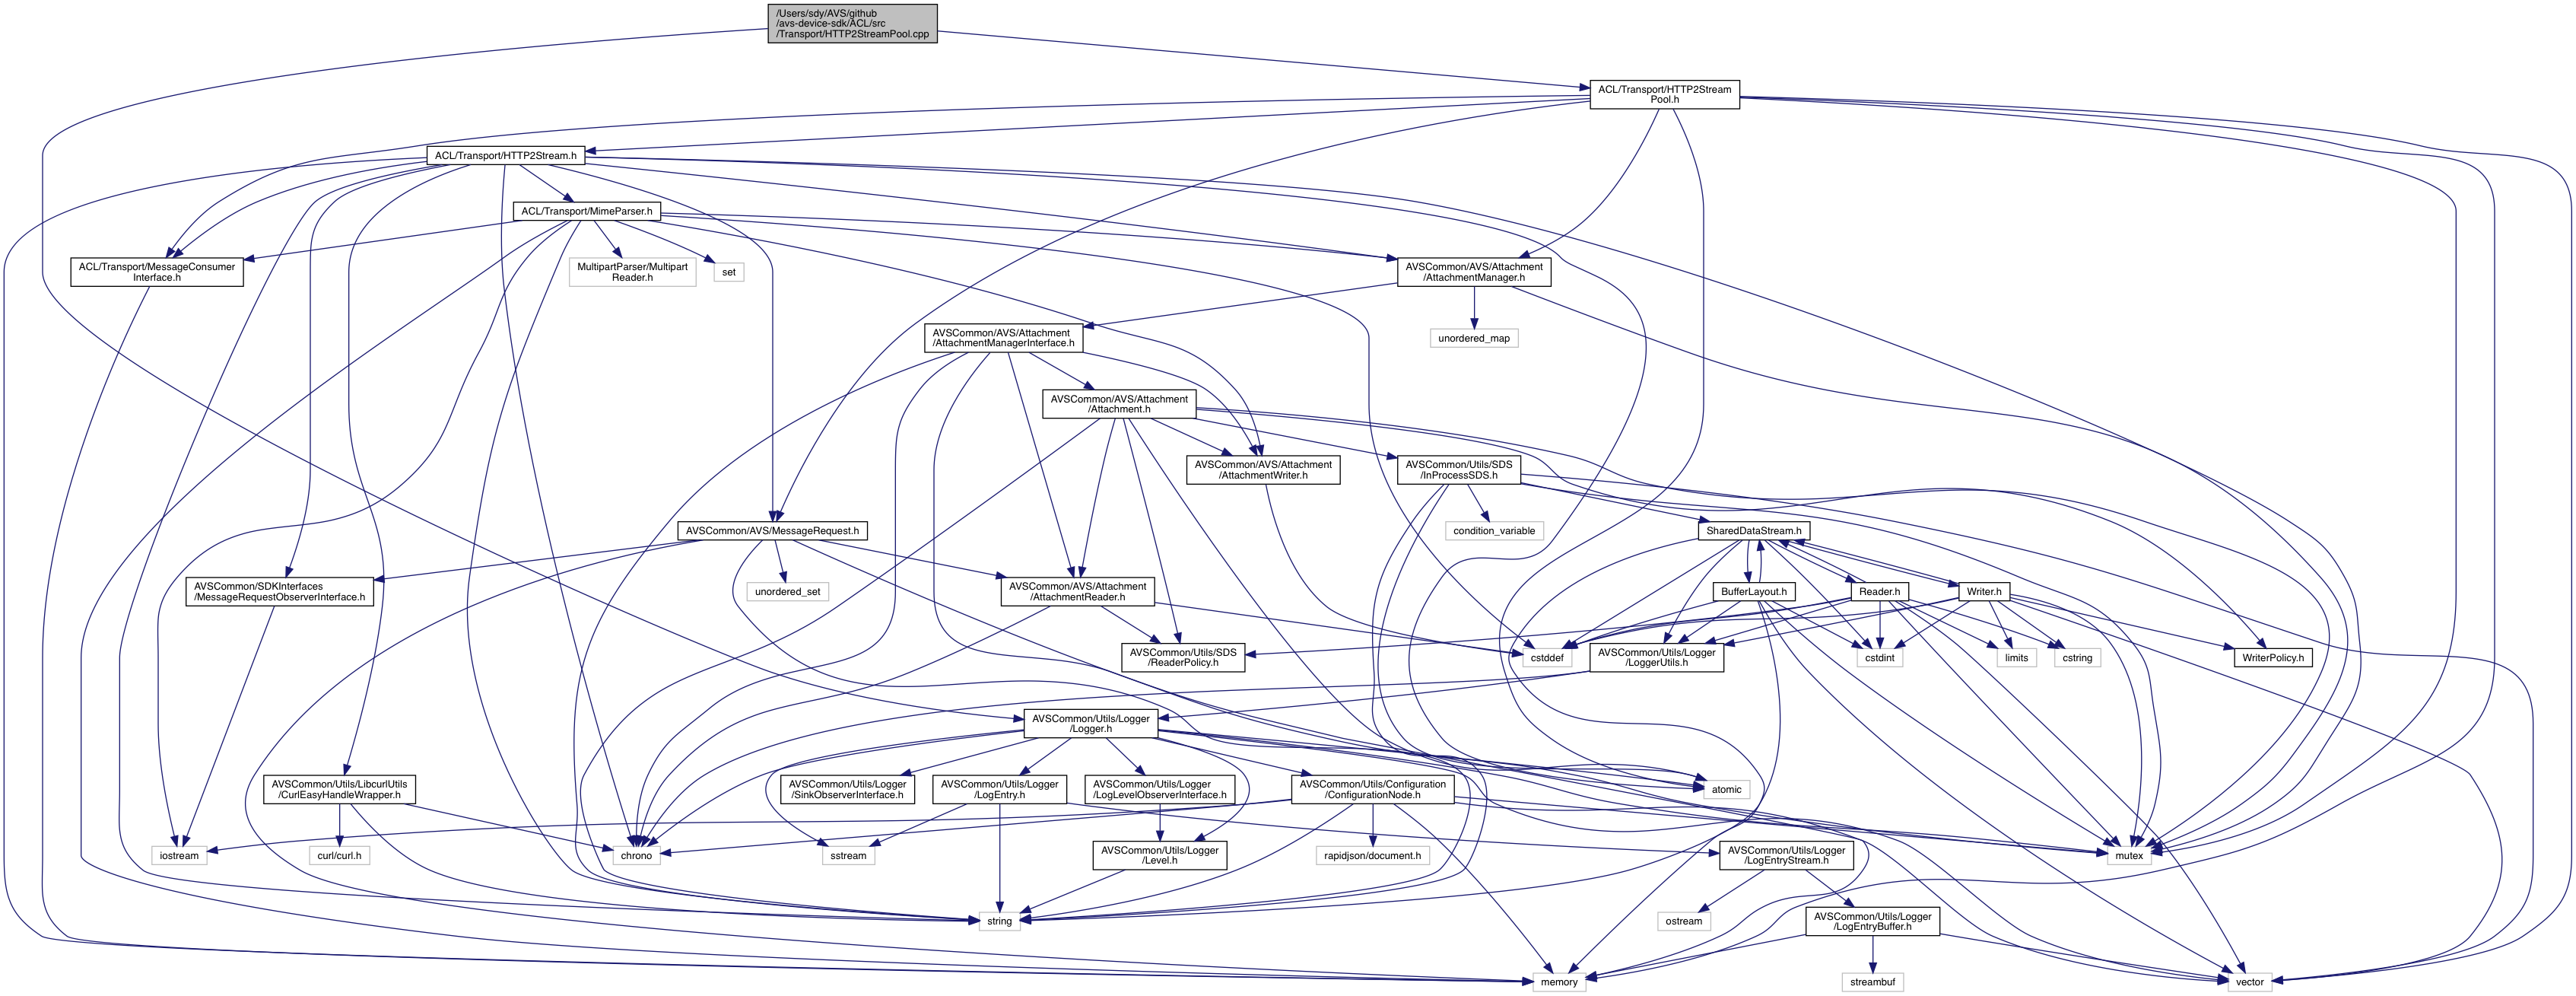 /Users/sdy/AVS/github
/avs-device-sdk/ACL/src
/Transport/HTTP2StreamPool.cpp
ACL/Transport/HTTP2Stream
Pool.h
ACL/Transport/HTTP2Stream.h
ACL/Transport/MimeParser.h
ACL/Transport/MessageConsumer
Interface.h
MultipartParser/Multipart
Reader.h
set
AVSCommon/AVS/Attachment
/AttachmentManager.h
AVSCommon/AVS/Attachment
/AttachmentManagerInterface.h
unordered_map
AVSCommon/AVS/Attachment
/Attachment.h
AVSCommon/AVS/Attachment
/AttachmentWriter.h
AVSCommon/Utils/SDS
/InProcessSDS.h
AVSCommon/AVS/MessageRequest.h
condition_variable
SharedDataStream.h
AVSCommon/SDKInterfaces
/MessageRequestObserverInterface.h
unordered_set
AVSCommon/AVS/Attachment
/AttachmentReader.h
BufferLayout.h
Reader.h
Writer.h
AVSCommon/Utils/SDS
/ReaderPolicy.h
cstddef
AVSCommon/Utils/Logger
/LoggerUtils.h
cstdint
limits
cstring
WriterPolicy.h
AVSCommon/Utils/Logger
/Logger.h
AVSCommon/Utils/LibcurlUtils
/CurlEasyHandleWrapper.h
AVSCommon/Utils/Logger
/SinkObserverInterface.h
AVSCommon/Utils/Logger
/LogEntry.h
AVSCommon/Utils/Logger
/LogLevelObserverInterface.h
AVSCommon/Utils/Configuration
/ConfigurationNode.h
atomic
iostream
curl/curl.h
chrono
sstream
AVSCommon/Utils/Logger
/Level.h
rapidjson/document.h
AVSCommon/Utils/Logger
/LogEntryStream.h
mutex
string
ostream
AVSCommon/Utils/Logger
/LogEntryBuffer.h
memory
streambuf
vector